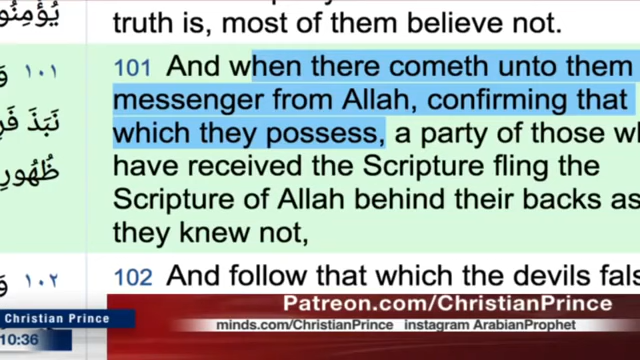 truth is, most of them believe not.
١٠١
101 And when there cometh unto them
messenger from Allah, confirming that
نَبَذَ
which they possess, a party of those
ظُهُورِ
have received the Scripture fling the
Scripture of Allah behind their backs as
they knew not,
١٠٢
102 And follow that which the devils
Patreon.com/ChristianPrince
Christian Prince
minds.com/ChristianPrince instagram ArabianProphet
10:36